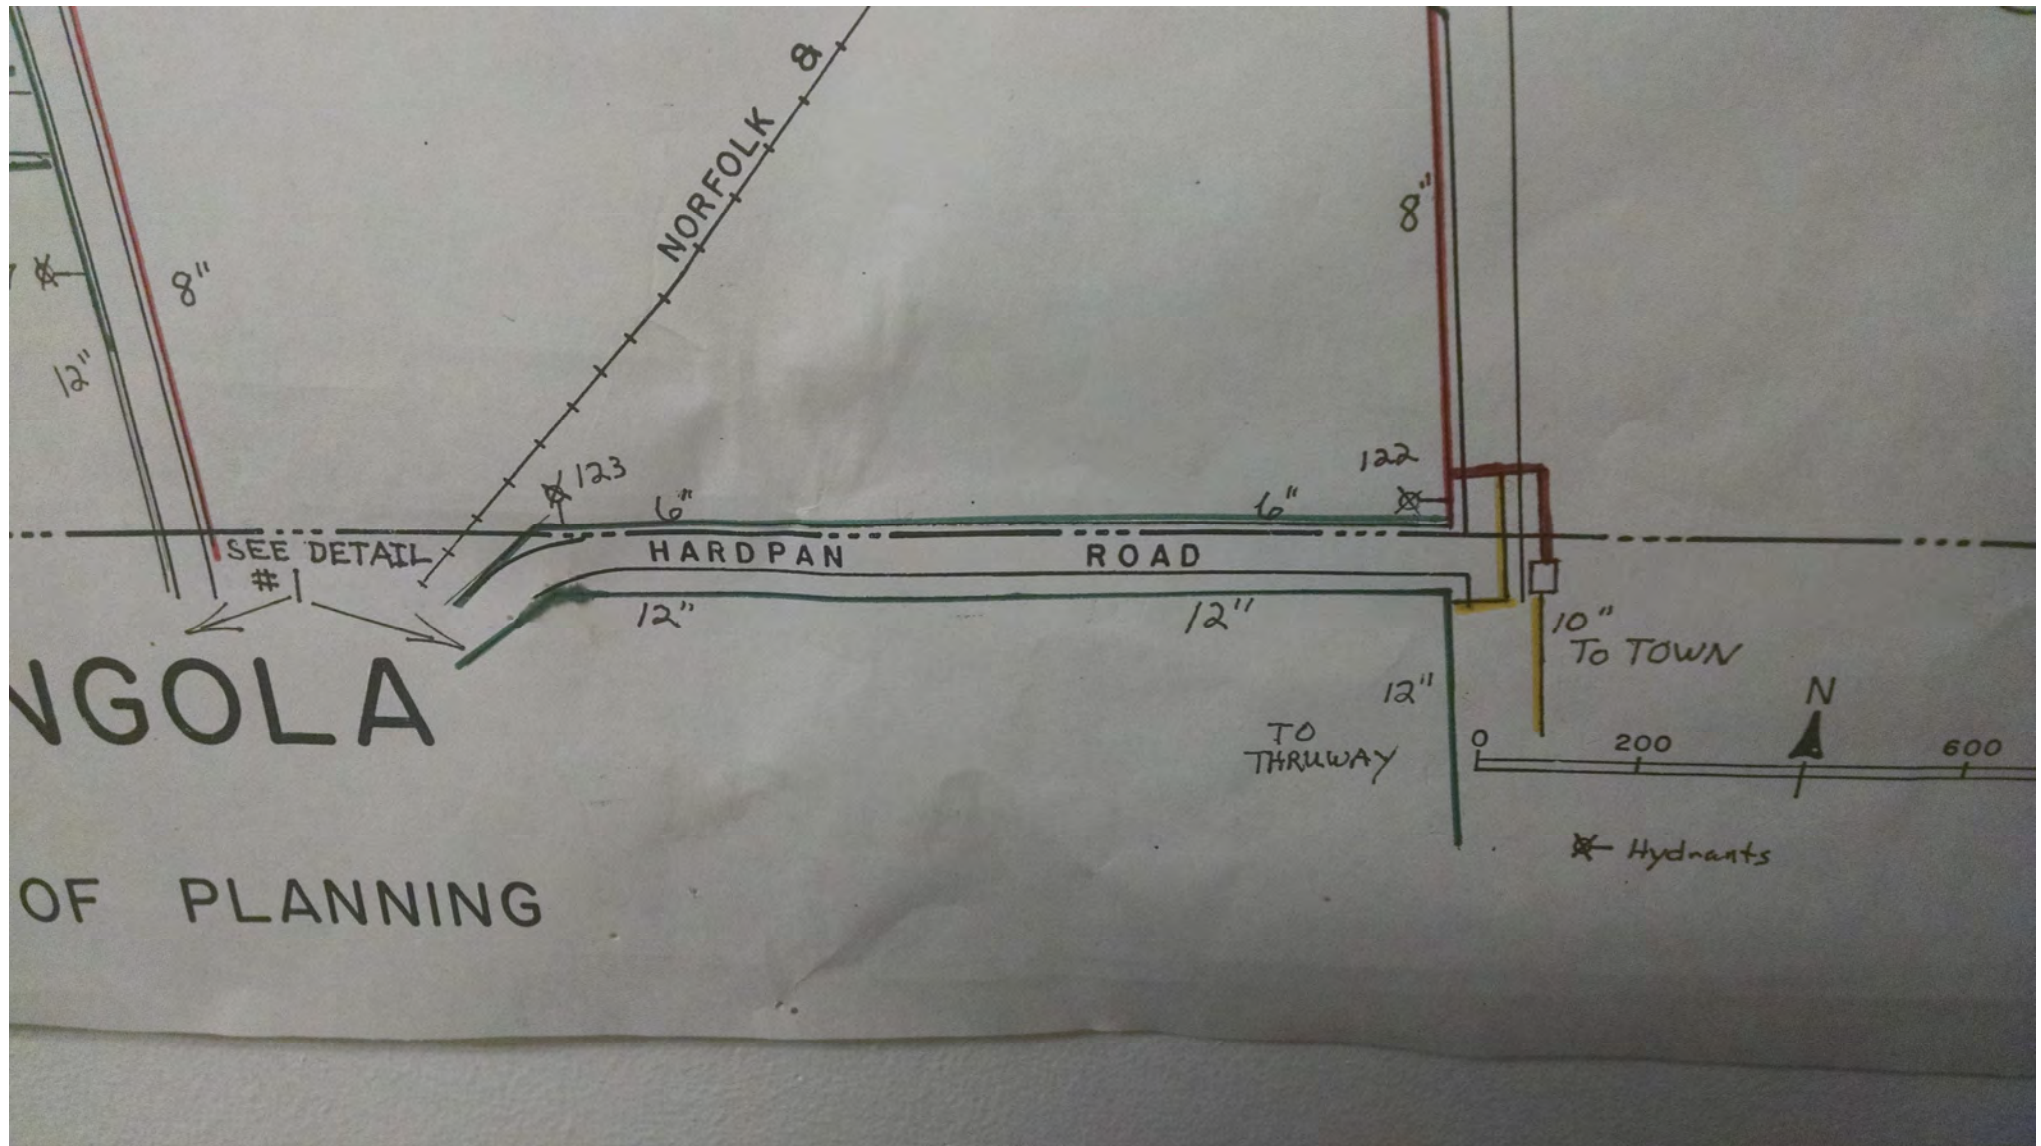 &
NORFOLK
8"
8"
12"
123
6"
122
6"
SEE DETAIL
# 1
HARDPAN ROAD
12"
12"
10"
TO TOWN
12"
NGOLA
TO
THRUWAY
N
0 200 600
Hydrants
OF PLANNING